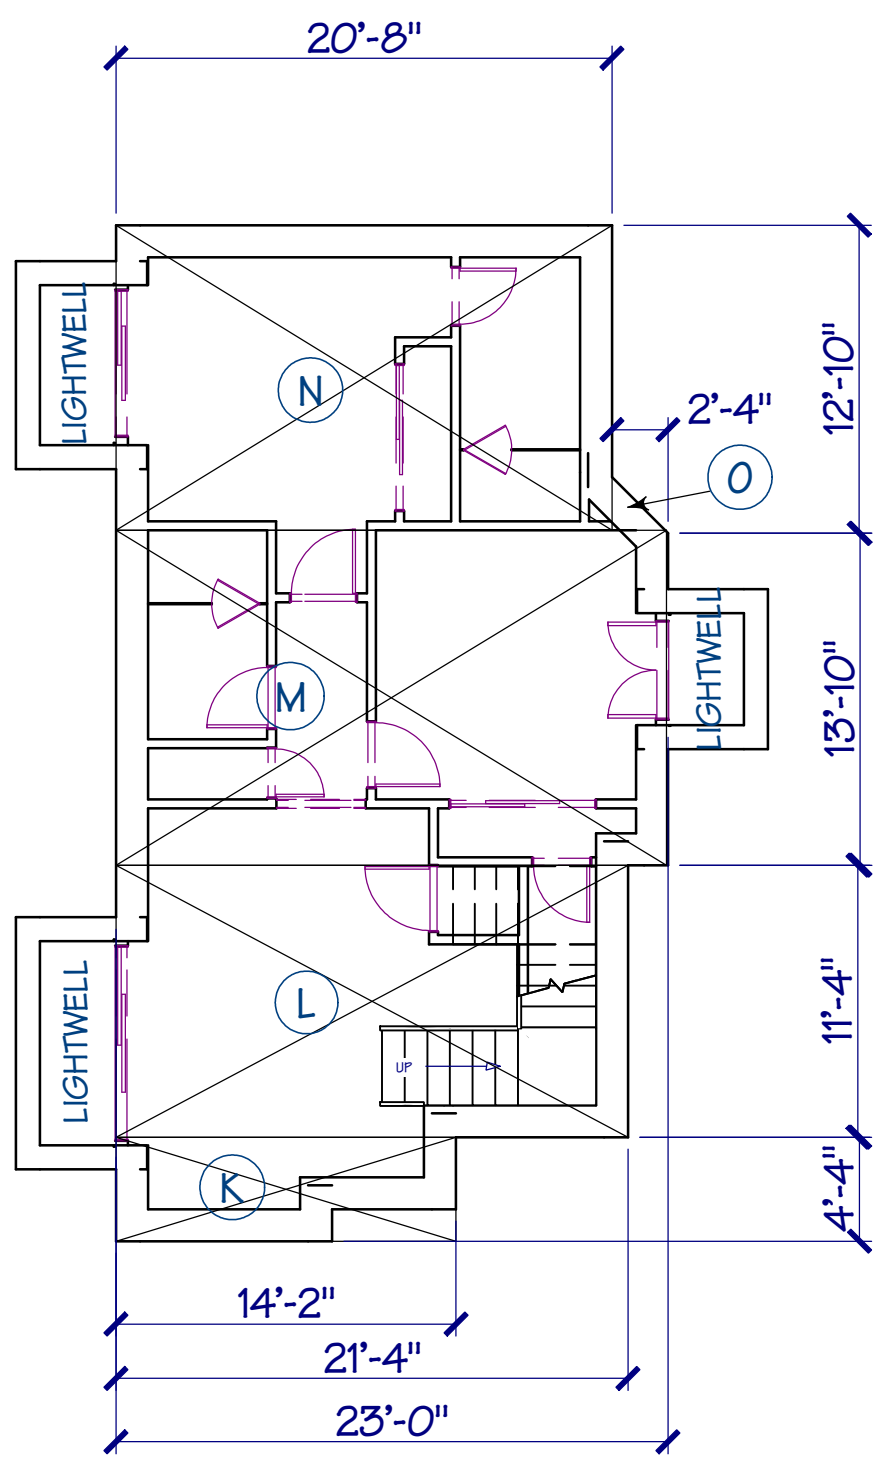 20'-8"
LIGHTWELL
N
12'-10"
2'-4"
O
M
LIGHTWELL
13'-10"
L
LIGHTWELL
UP
11'-4"
K
4'-4"
14'-2"
21'-4"
23'-0"